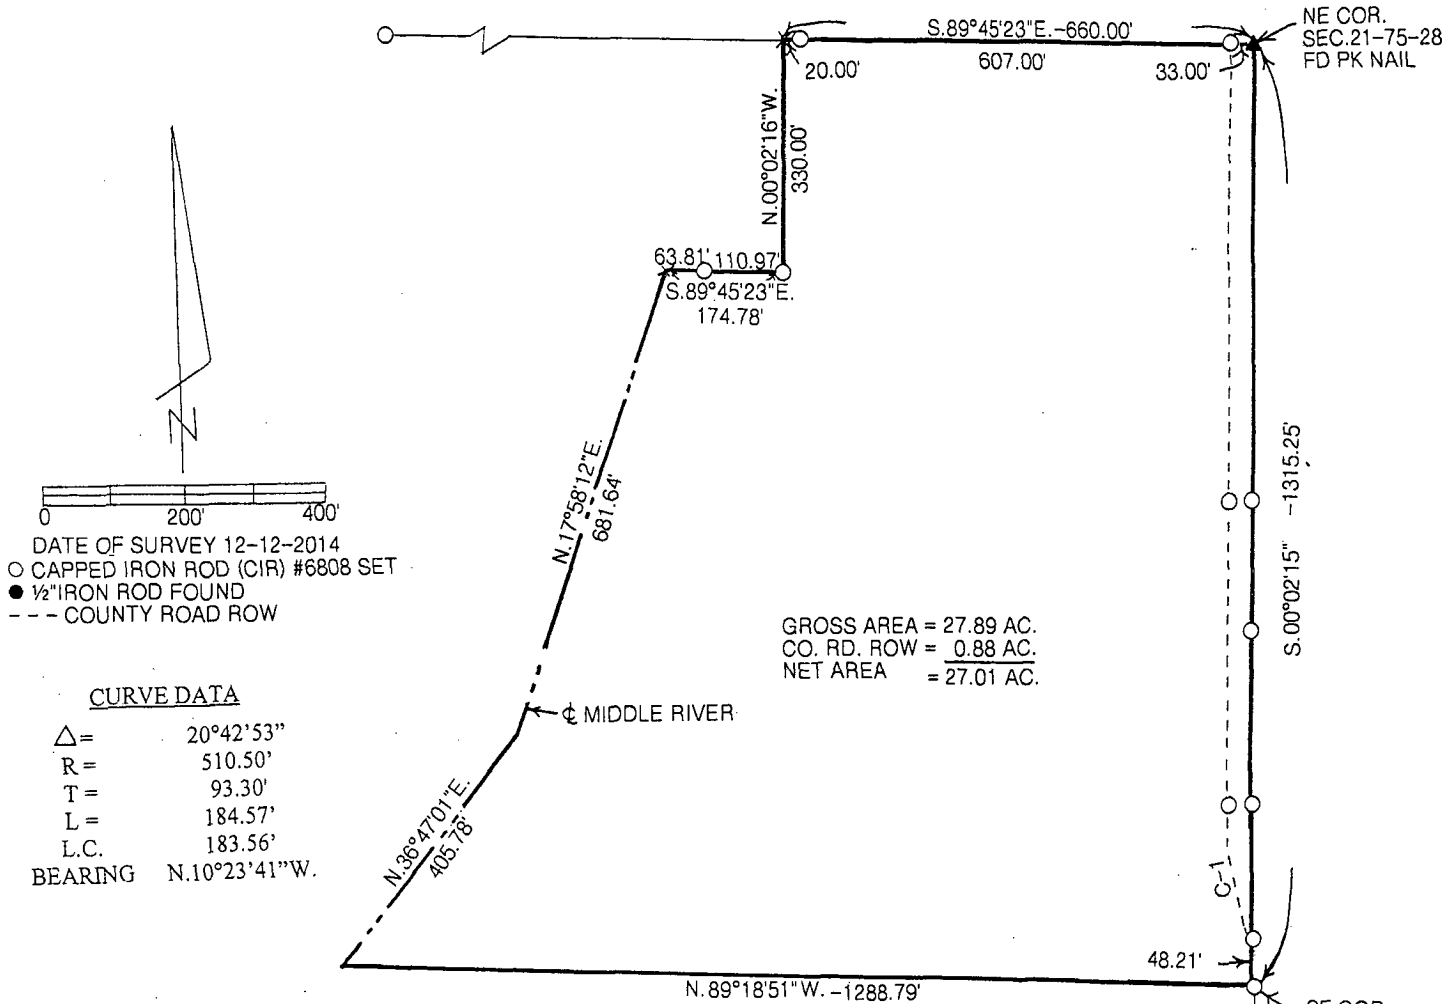 S.89°45'23"E.-660.00'
NE COR.
SEC.21-75-28
FD PK NAIL
20.00'
607.00'
33.00'
N.00°02'16"W.
330.00'
63.81' 110.97'
S.89°45'23"E.
174.78'
N
0 200' 400'
DATE OF SURVEY 12-12-2014
CAPPED IRON ROD (CIR) #6808 SET
½"IRON ROD FOUND
--- COUNTY ROAD ROW
N.17°58'12"E.
681.64'
S.00°02'15" -1315.25'
GROSS AREA = 27.89 AC.
CO. RD. ROW = 0.88 AC.
NET AREA = 27.01 AC.
℄ MIDDLE RIVER
CURVE DATA
△= 20°42'53"
R = 510.50'
T = 93.30'
L = 184.57'
L.C. 183.56'
BEARING N.10°23'41"W.
N.36°47'01"E.
405.78'
C-1
48.21'
N.89°18'51"W. -1288.79'